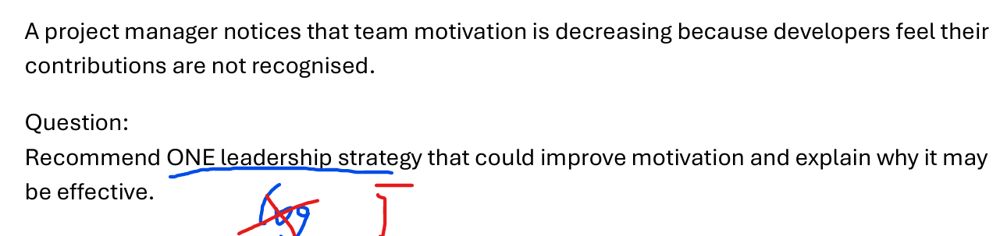 A project manager notices that team motivation is decreasing because developers feel their
contributions are not recognised.
Question:
Recommend ONE leadership strategy that could improve motivation and explain why it may
be effective.